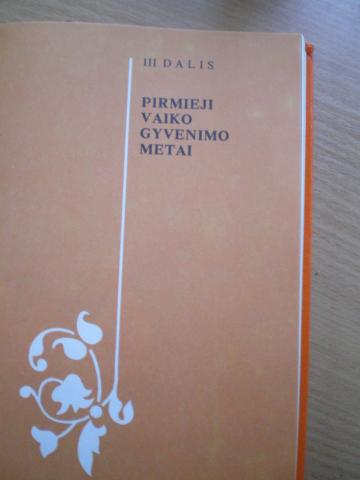 III DALIS
PIRMIEJI
VAIKO
GYVENIMO
METAI